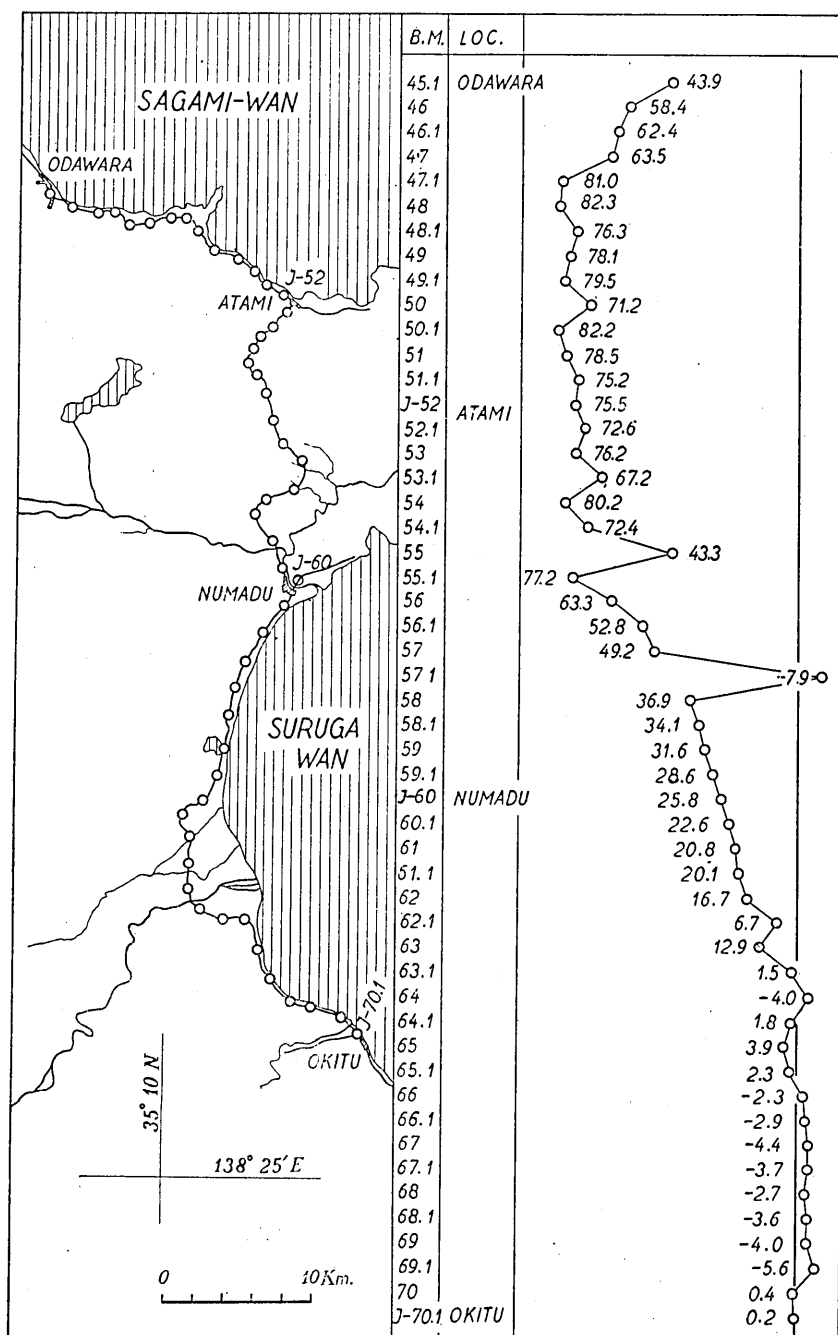 SAGAMI-WAN
ODAWARA
J-52
ATAMI
J-60
NUMADU
SURUGA
WAN
J-70.1
OKITU
35° 10 N
138° 25′ E
0 10Km.
B.M. LOC.
45.1 ODAWARA 43.9
46 58.4
46.1 62.4
47 63.5
47.1 81.0
48 82.3
48.1 76.3
49 78.1
49.1 79.5
50 71.2
50.1 82.2
51 78.5
51.1 75.2
J-52 ATAMI 75.5
52.1 72.6
53 76.2
53.1 67.2
54 80.2
54.1 72.4
55 43.3
55.1 77.2
56 63.3
56.1 52.8
57 49.2
57.1 -7.9
58 36.9
58.1 34.1
59 31.6
59.1 28.6
J-60 NUMADU 25.8
60.1 22.6
61 20.8
51.1 20.1
62 16.7
62.1 6.7
63 12.9
63.1 1.5
64 -4.0
64.1 1.8
65 3.9
65.1 2.3
66 -2.3
66.1 -2.9
67 -4.4
67.1 -3.7
68 -2.7
68.1 -3.6
69 -4.0
69.1 -5.6
70 0.4
J-70.1 OKITU 0.2